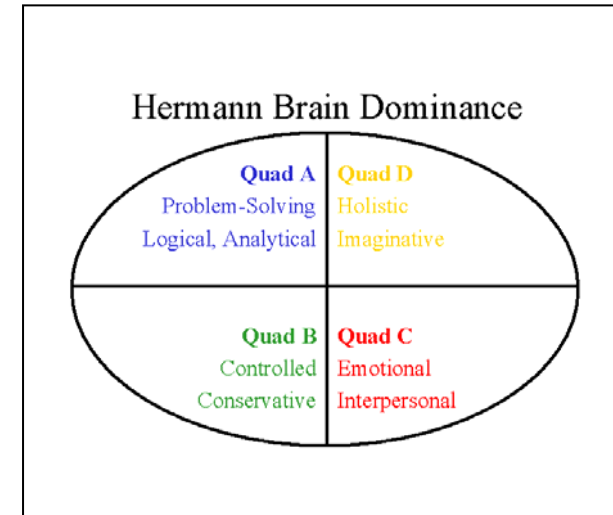 Hermann Brain Dominance
Quad A
Problem-Solving
Logical, Analytical
Quad D
Holistic
Imaginative
Quad B
Controlled
Conservative
Quad C
Emotional
Interpersonal